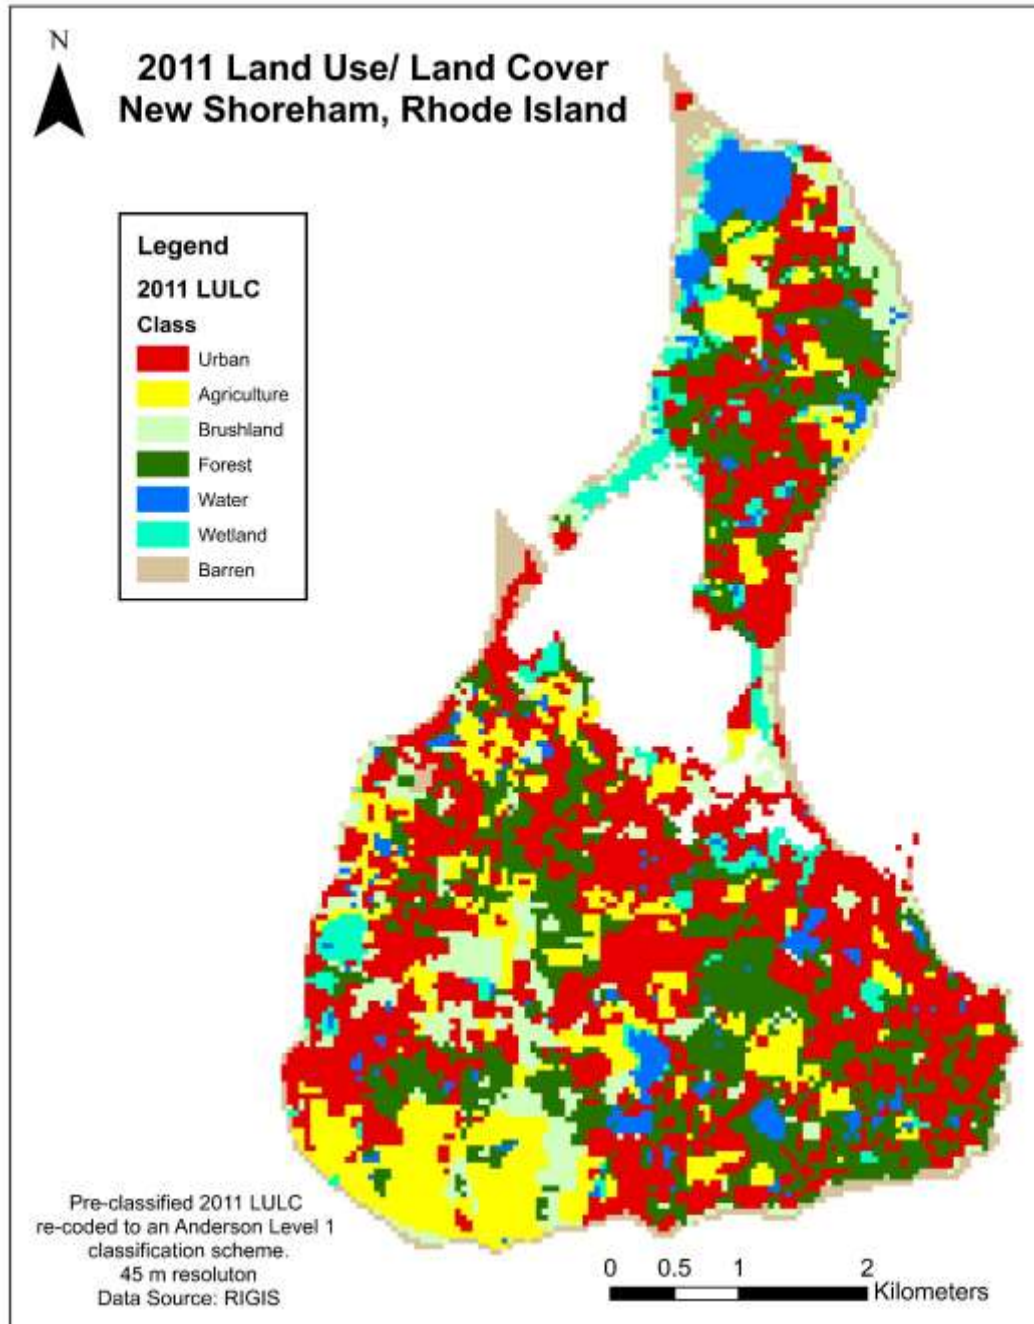 N
2011 Land Use/ Land Cover
New Shoreham, Rhode Island
Legend
2011 LULC
Class
Urban
Agriculture
Brushland
Forest
Water
Wetland
Barren
Pre-classified 2011 LULC
re-coded to an Anderson Level 1
classification scheme.
45 m resoluton
Data Source: RIGIS
0 0.5 1 2
Kilometers